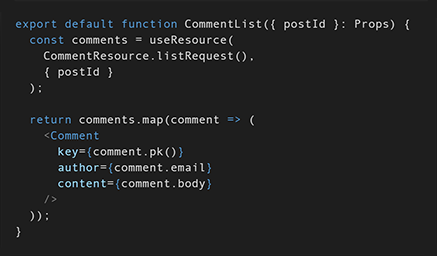 export default function CommentList({ postId }: Props) {
  const comments = useResource(
    CommentResource.listRequest(),
    { postId }
  );

  return comments.map(comment => (
    <Comment
      key={comment.pk()}
      author={comment.email}
      content={comment.body}
    />
  ));
}